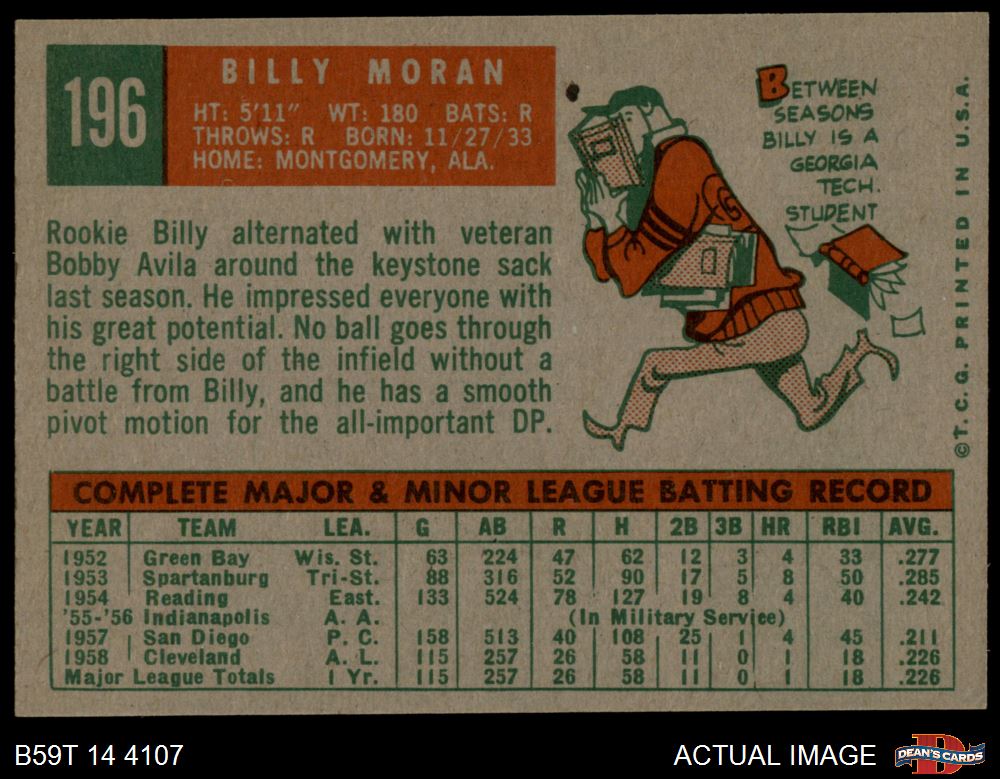 196
BILLY MORAN
HT: 5'11" WT: 180 BATS: R
THROWS: R BORN: 11/27/33
HOME: MONTGOMERY, ALA.
Rookie Billy alternated with veteran
Bobby Avila around the keystone sack
last season. He impressed everyone with
his great potential. No ball goes through
the right side of the infield without a
battle from Billy, and he has a smooth
pivot motion for the all-important DP.
BETWEEN
SEASONS
BILLY IS A
GEORGIA
TECH.
STUDENT
G
©T. C. G. PRINTED IN U.S.A.
COMPLETE MAJOR & MINOR LEAGUE BATTING RECORD
YEAR TEAM LEA. G AB R H 2B 3B HR RBI AVG.
1952 Green Bay Wis. St. 63 224 47 62 12 3 4 33 .277
1953 Spartanburg Tri-St. 88 316 52 90 17 5 8 50 .285
1954 Reading East. 133 524 78 127 19 8 4 40 .242
'55-'56 Indianapolis A. A. (In Military Service)
1957 San Diego P. C. 158 513 40 108 25 1 4 45 .211
1958 Cleveland A. L. 115 257 26 58 11 0 1 18 .226
Major League Totals 1 Yr. 115 257 26 58 11 0 1 18 .226
B59T 14 4107
ACTUAL IMAGE
DEAN'S CARDS